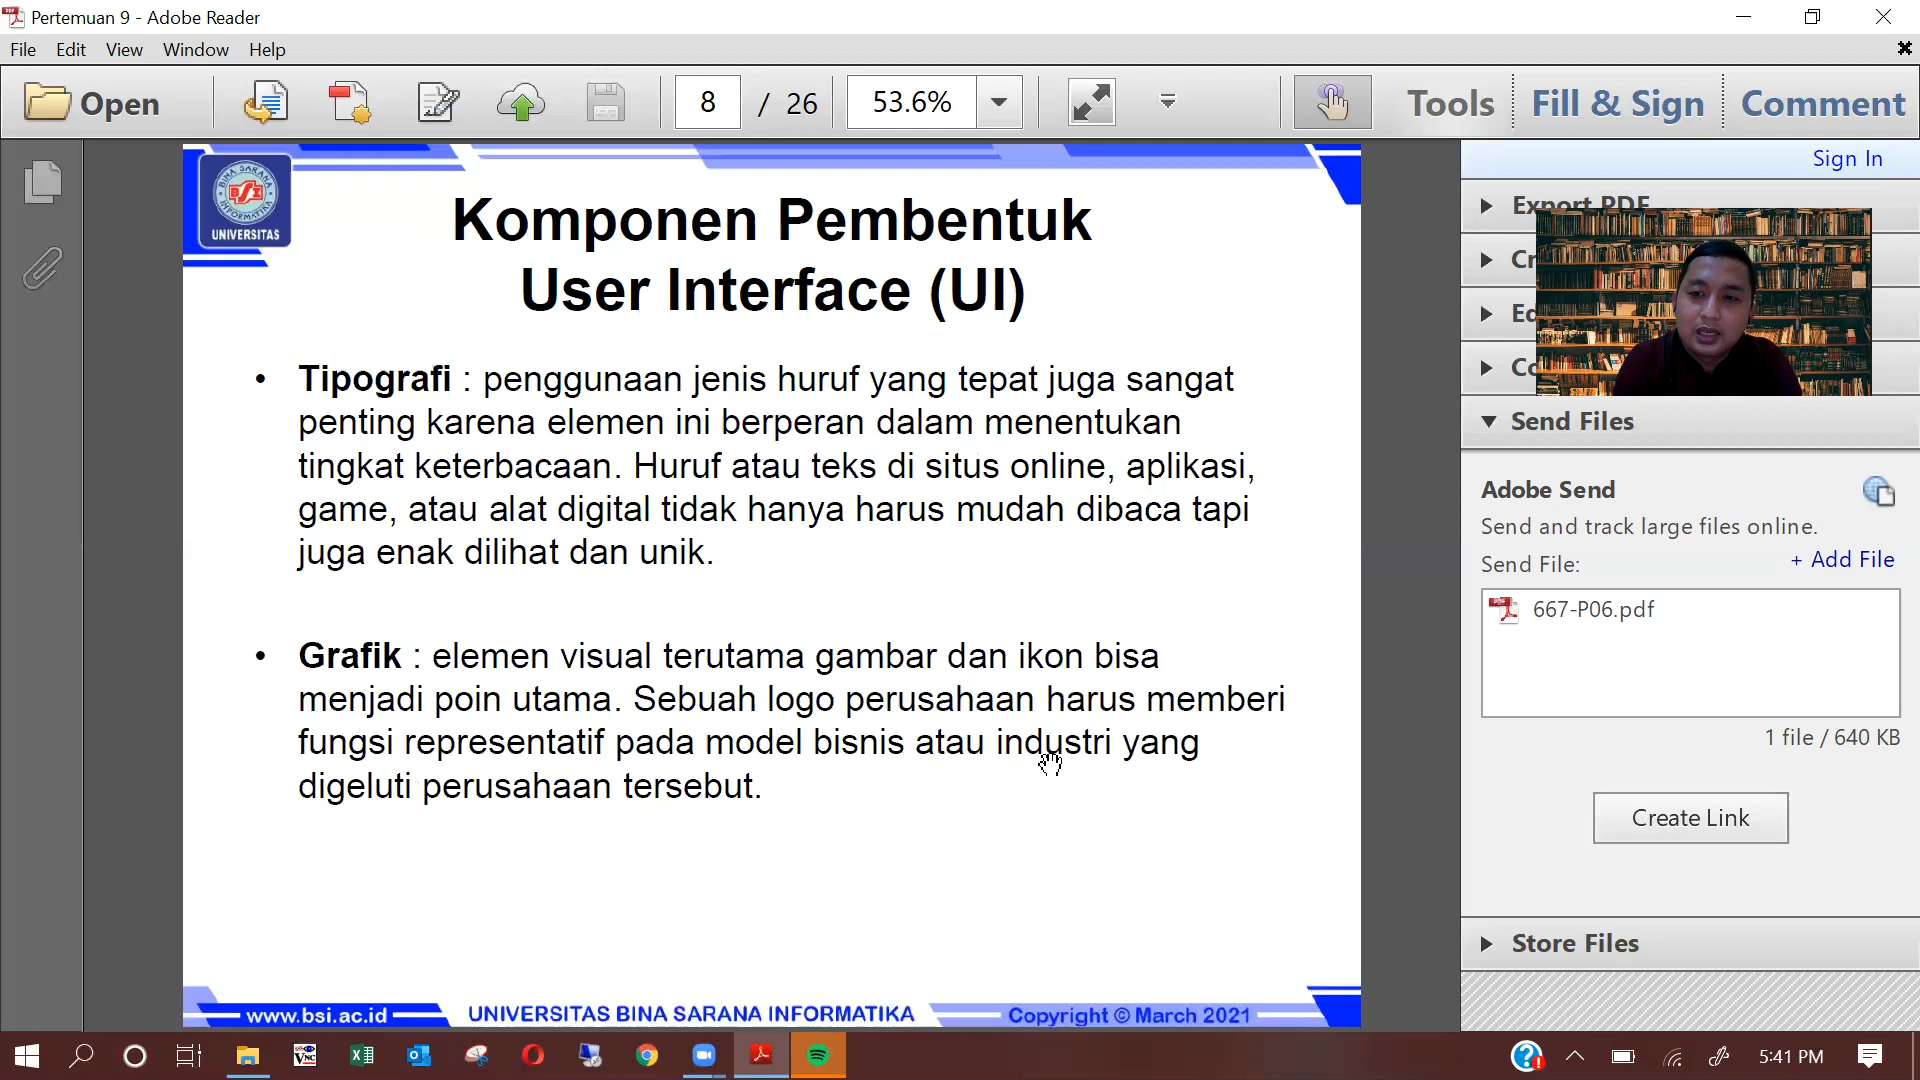 Pertemuan 9 - Adobe Reader
File Edit View Window Help
Open 8 / 26 53.6% Tools Fill & Sign Comment
Sign In
BINA SARANA INFORMATIKA
BSI
UNIVERSITAS
Komponen Pembentuk
User Interface (UI)
• Tipografi : penggunaan jenis huruf yang tepat juga sangat
penting karena elemen ini berperan dalam menentukan
tingkat keterbacaan. Huruf atau teks di situs online, aplikasi,
game, atau alat digital tidak hanya harus mudah dibaca tapi
juga enak dilihat dan unik.
• Grafik : elemen visual terutama gambar dan ikon bisa
menjadi poin utama. Sebuah logo perusahaan harus memberi
fungsi representatif pada model bisnis atau industri yang
digeluti perusahaan tersebut.
www.bsi.ac.id UNIVERSITAS BINA SARANA INFORMATIKA Copyright © March 2021
Export PDF
Send Files
Adobe Send
Send and track large files online.
Send File: + Add File
667-P06.pdf
1 file / 640 KB
Create Link
Store Files
5:41 PM